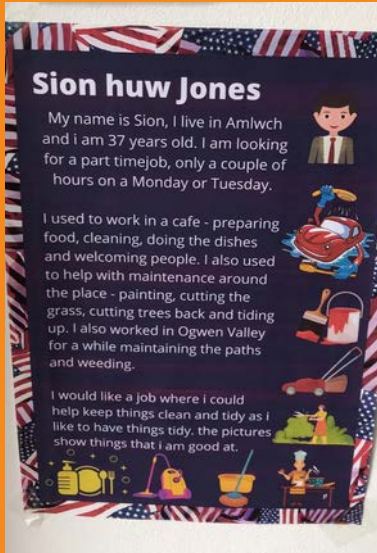 Sion huw Jones
My name is Sion, I live in Amlwch
and i am 37 years old. I am looking
for a part timejob, only a couple of
hours on a Monday or Tuesday.
I used to work in a cafe - preparing
food, cleaning, doing the dishes
and welcoming people. I also used
to help with maintenance around
the place - painting, cutting the
grass, cutting trees back and tiding
up. I also worked in Ogwen Valley
for a while maintaining the paths
and weeding.
I would like a job where i could
help keep things clean and tidy as i
like to have things tidy. the pictures
show things that i am good at.